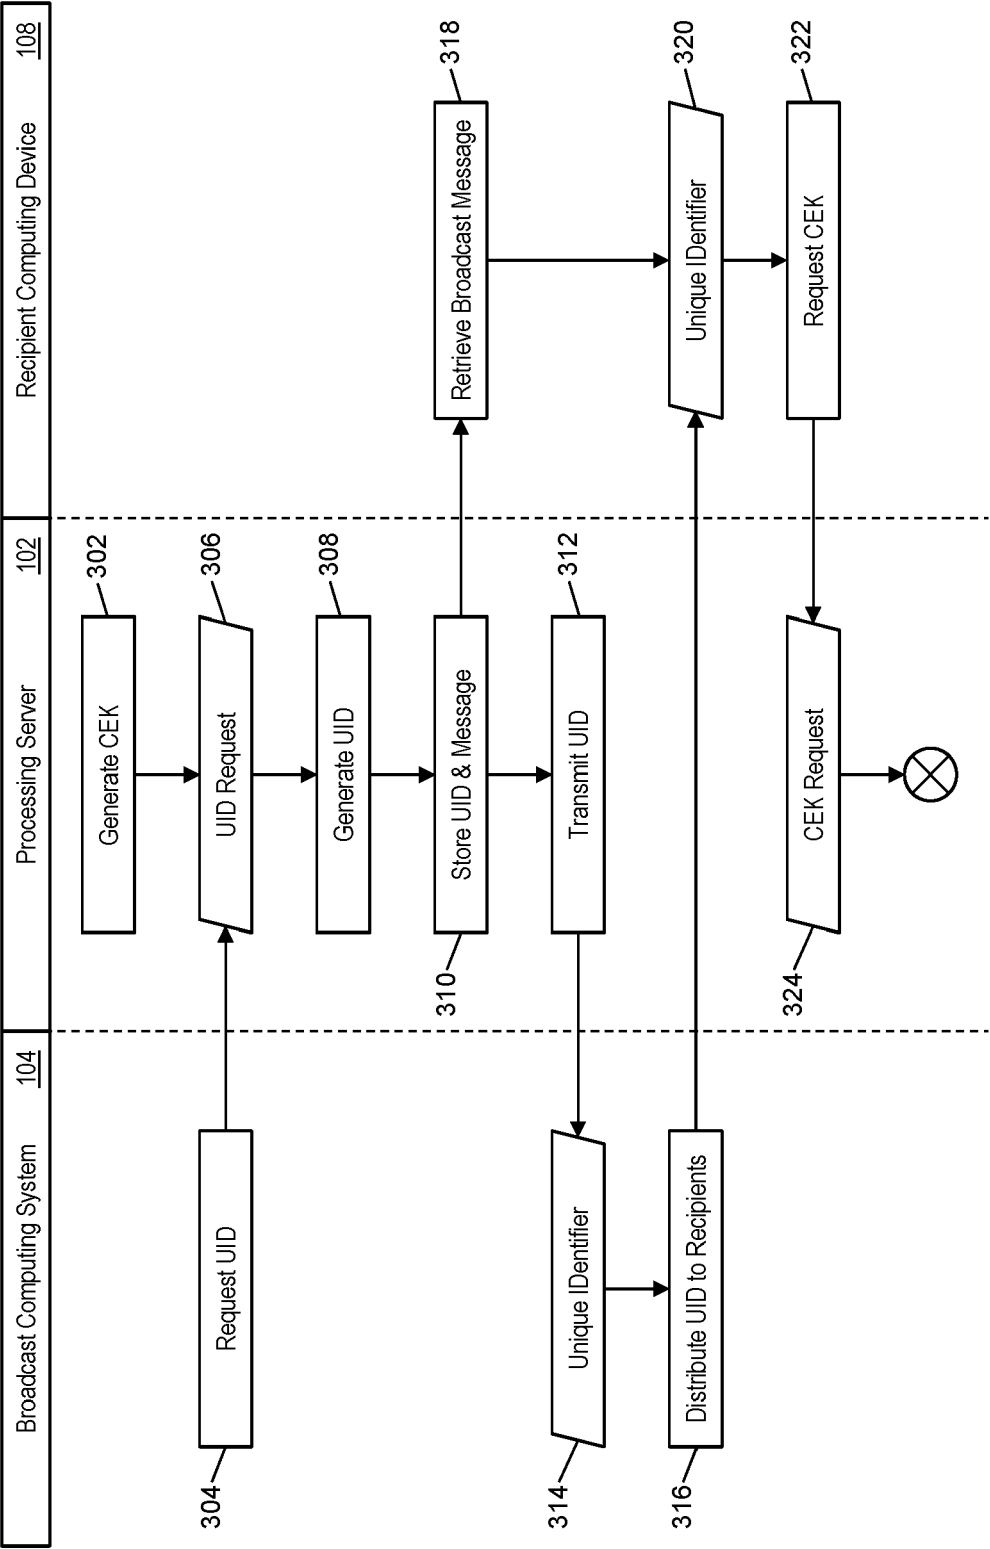 Broadcast Computing System 104
Processing Server 102
Recipient Computing Device 108
Generate CEK
302
Request UID
304
UID Request
306
Generate UID
308
Store UID & Message
310
Retrieve Broadcast Message
318
Transmit UID
312
Unique IDentifier
314
Distribute UID to Recipients
316
Unique IDentifier
320
Request CEK
322
CEK Request
324